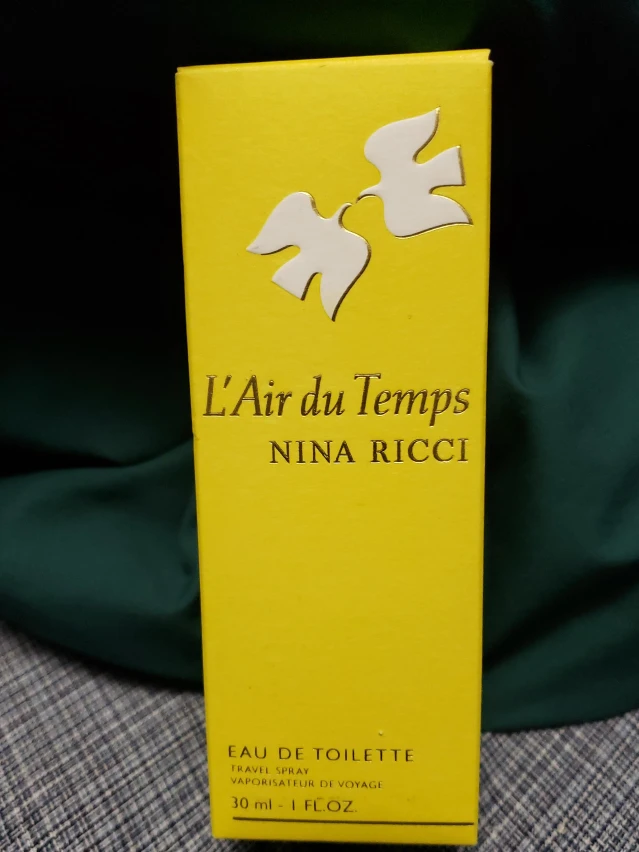 L'Air du Temps
NINA RICCI
EAU DE TOILETTE
TRAVEL SPRAY
VAPORISATEUR DE VOYAGE
30 ml - 1 FL.OZ.